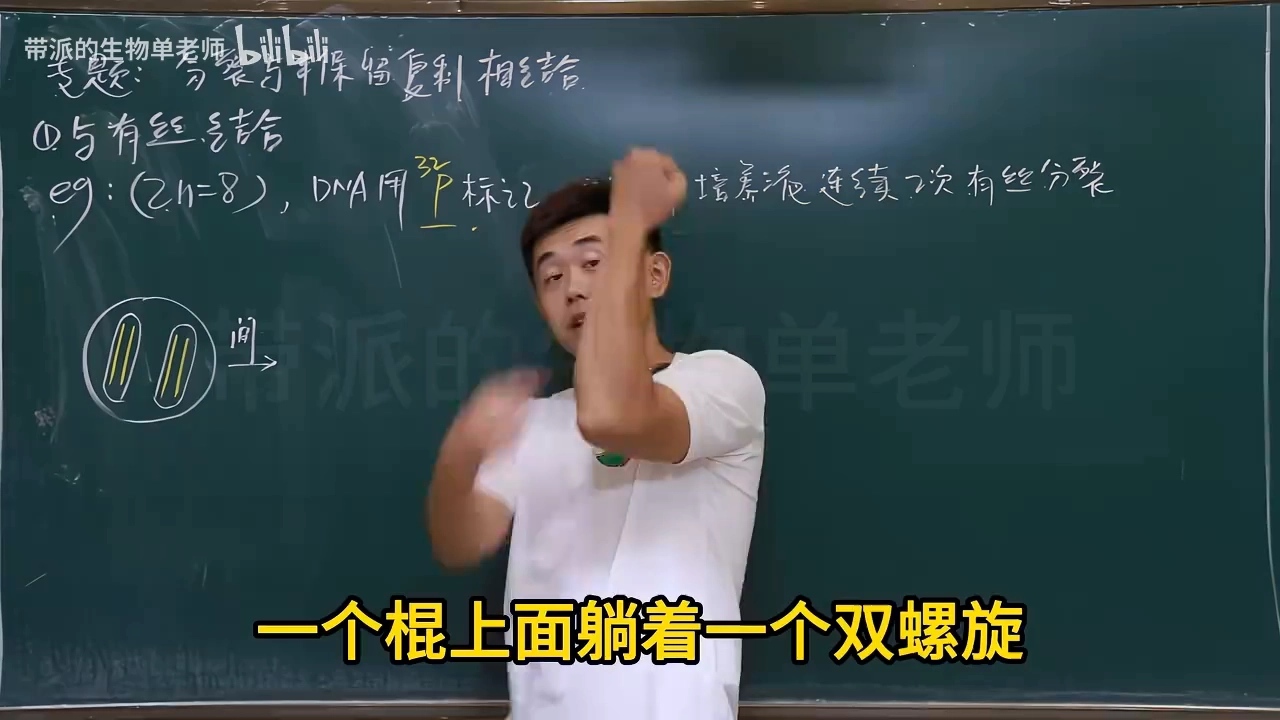 带派的生物单老师 bilibili
专题：分裂与半保留复制相结合
①与有丝结合
eg：(2n=8)，DNA用³²P标记 培养液连续2次有丝分裂
间
带派的生物单老师
一个棍上面躺着一个双螺旋